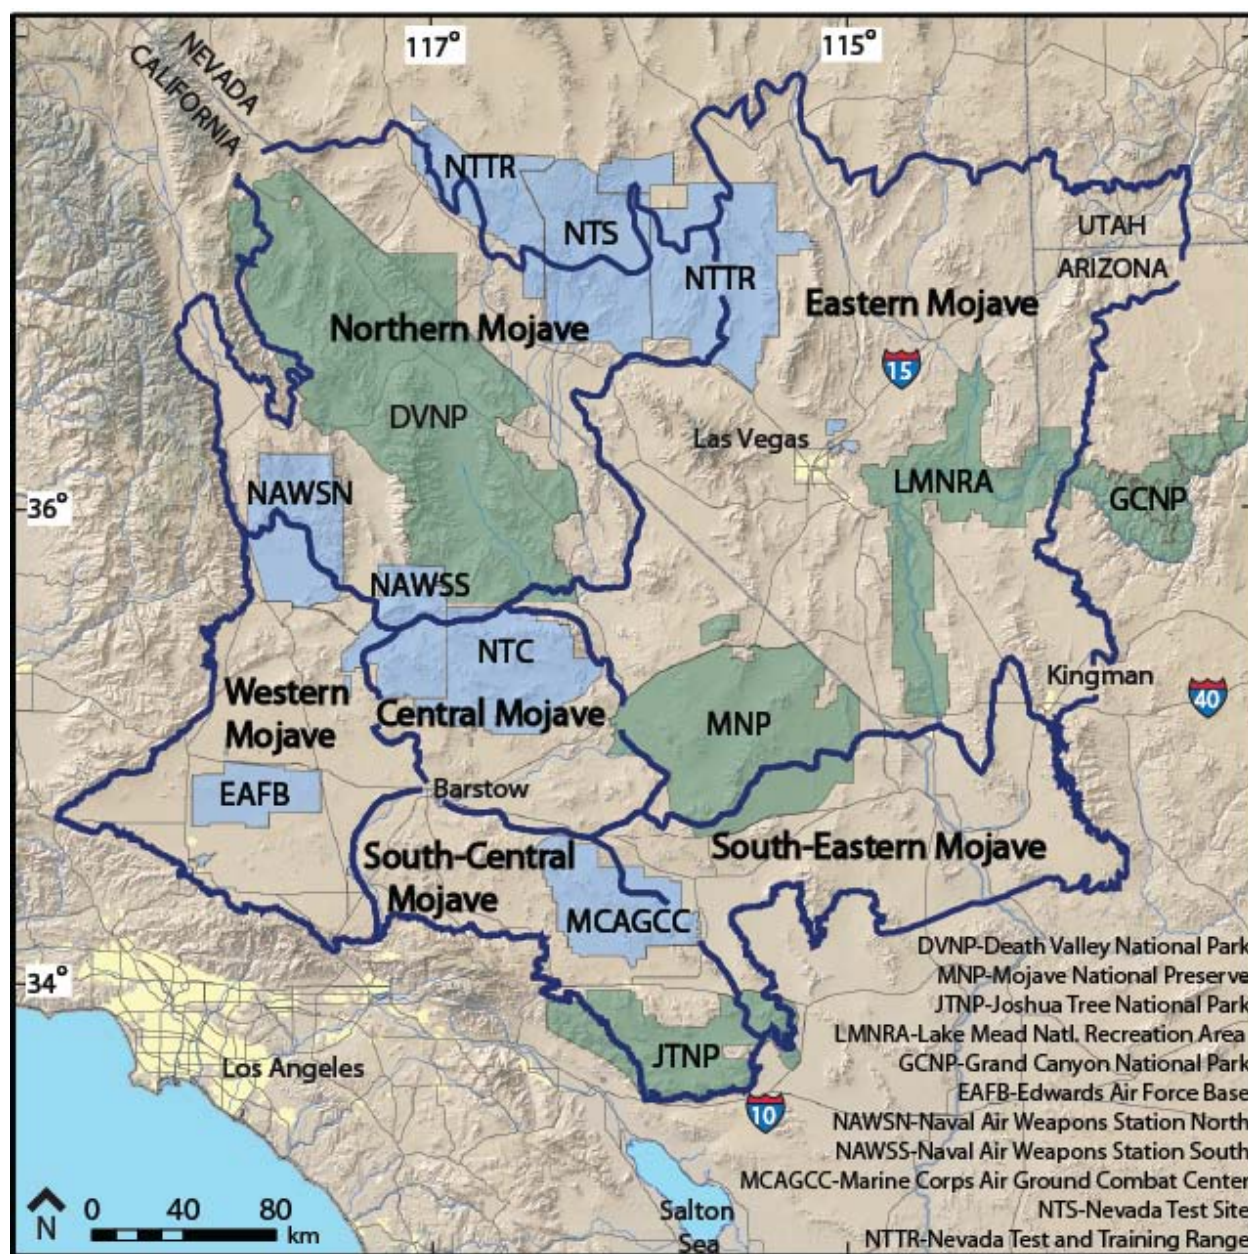 117°
115°
NEVADA
CALIFORNIA
NTTR
NTS
NTTR
UTAH
ARIZONA
Eastern Mojave
Northern Mojave
15
DVNP
Las Vegas
LMNRA
GCNP
NAWSN
36°
NAWSS
NTC
Kingman
Western
Mojave
Central Mojave
MNP
40
EAFB
Barstow
South-Central
Mojave
South-Eastern Mojave
MCAGCC
34°
JTNP
Los Angeles
10
DVNP-Death Valley National Park
MNP-Mojave National Preserve
JTNP-Joshua Tree National Park
LMNRA-Lake Mead Natl. Recreation Area
GCNP-Grand Canyon National Park
EAFB-Edwards Air Force Base
NAWSN-Naval Air Weapons Station North
NAWSS-Naval Air Weapons Station South
MCAGCC-Marine Corps Air Ground Combat Center
NTS-Nevada Test Site
NTTR-Nevada Test and Training Range
Salton
Sea
N
0 40 80
km